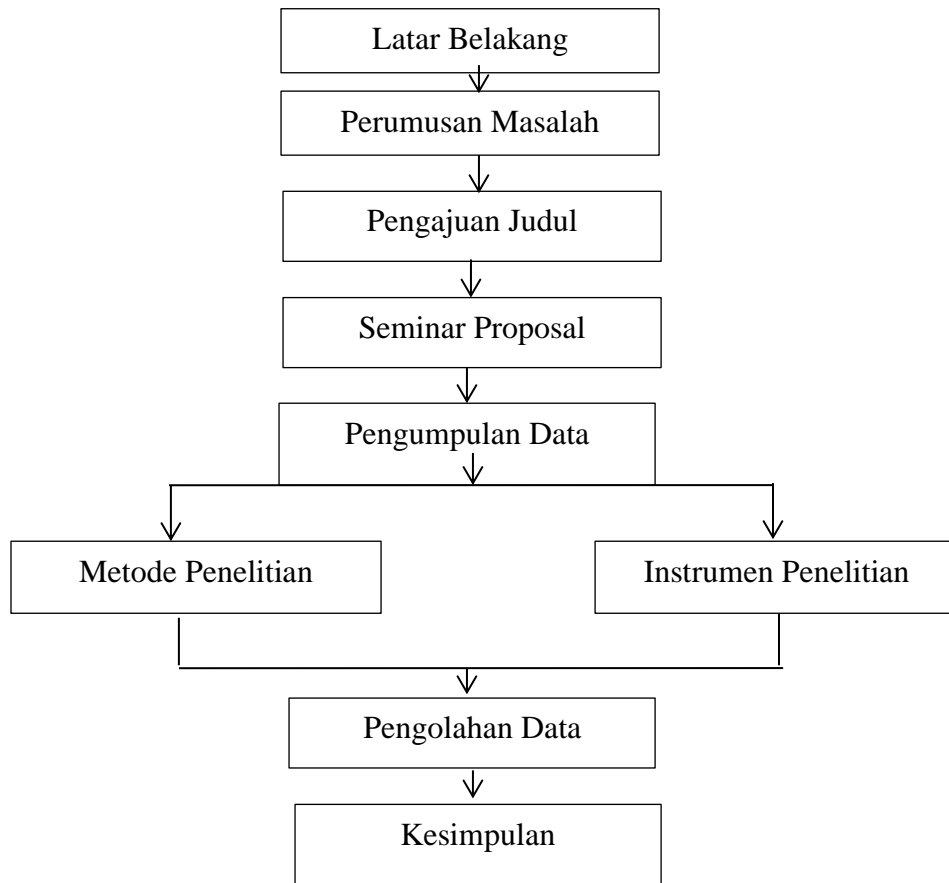 Latar Belakang
Perumusan Masalah
Pengajuan Judul
Seminar Proposal
Pengumpulan Data
Metode Penelitian
Instrumen Penelitian
Pengolahan Data
Kesimpulan